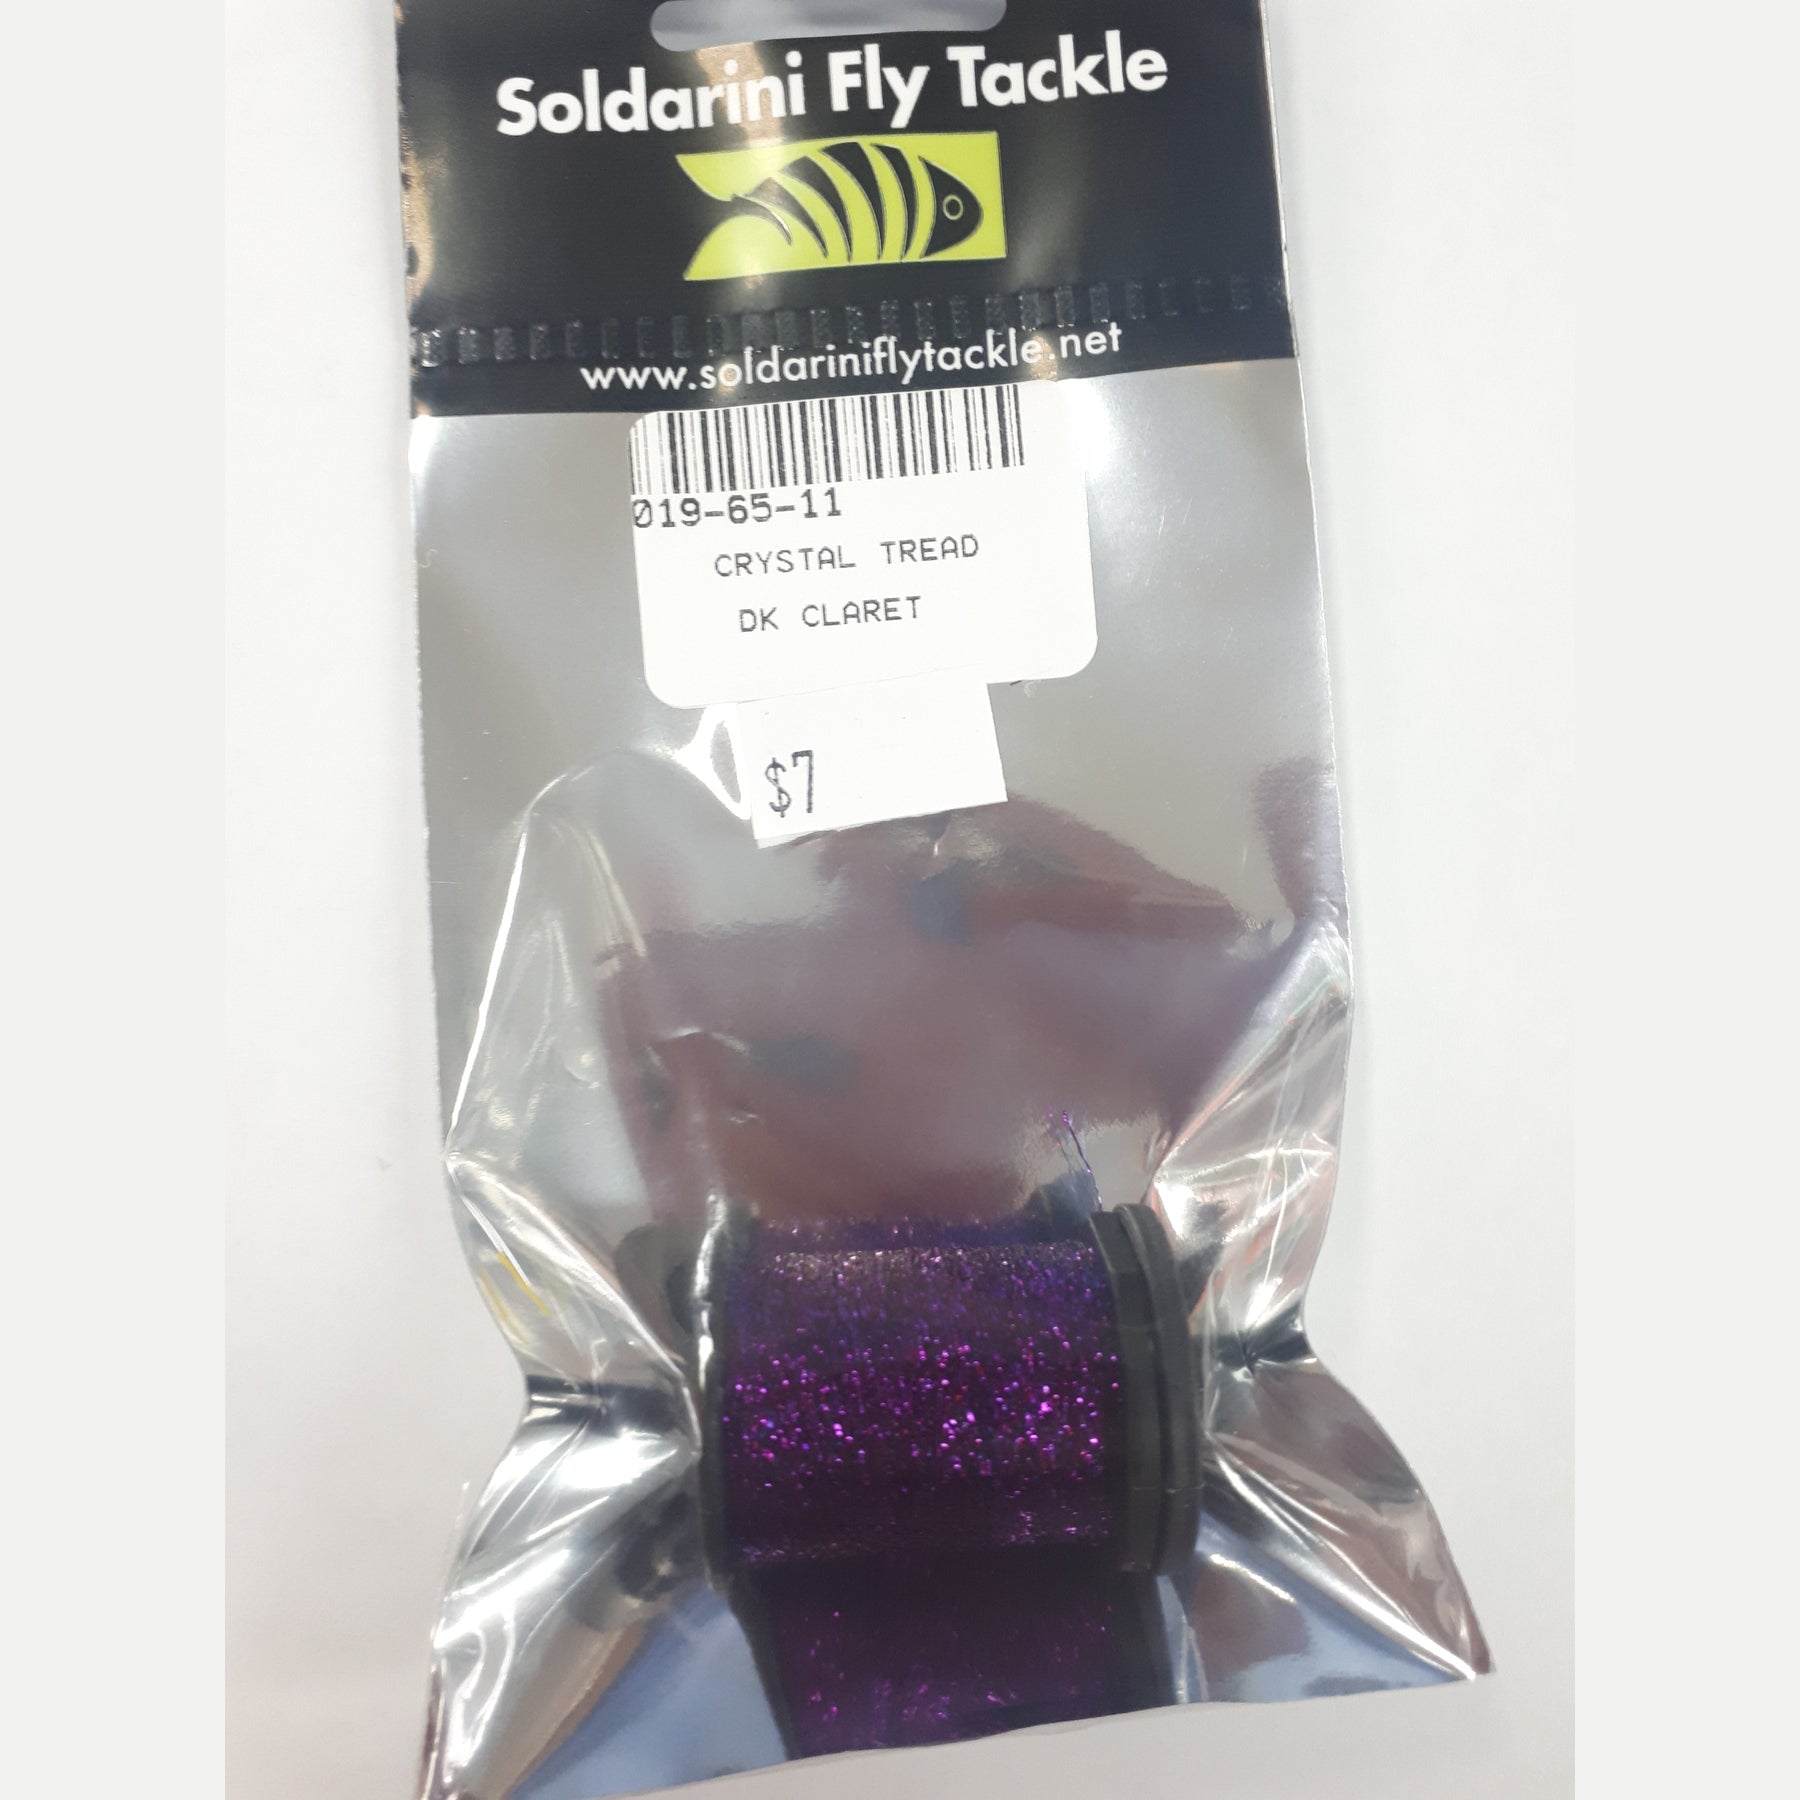 Soldarini Fly Tackle
www.soldariniflytackle.net
019-65-11
CRYSTAL TREAD
DK CLARET
$7